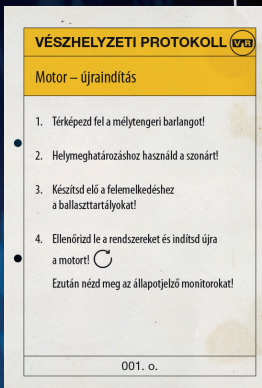 VÉSZHELYZETI PROTOKOLL VR
Motor – újraindítás
1. Térképezd fel a mélytengeri barlangot!
2. Helymeghatározáshoz használd a szonárt!
3. Készítsd elő a felemelkedéshez
a ballaszttartályokat!
4. Ellenőrizd le a rendszereket és indítsd újra
a motort!
Ezután nézd meg az állapotjelző monitorokat!
001. o.